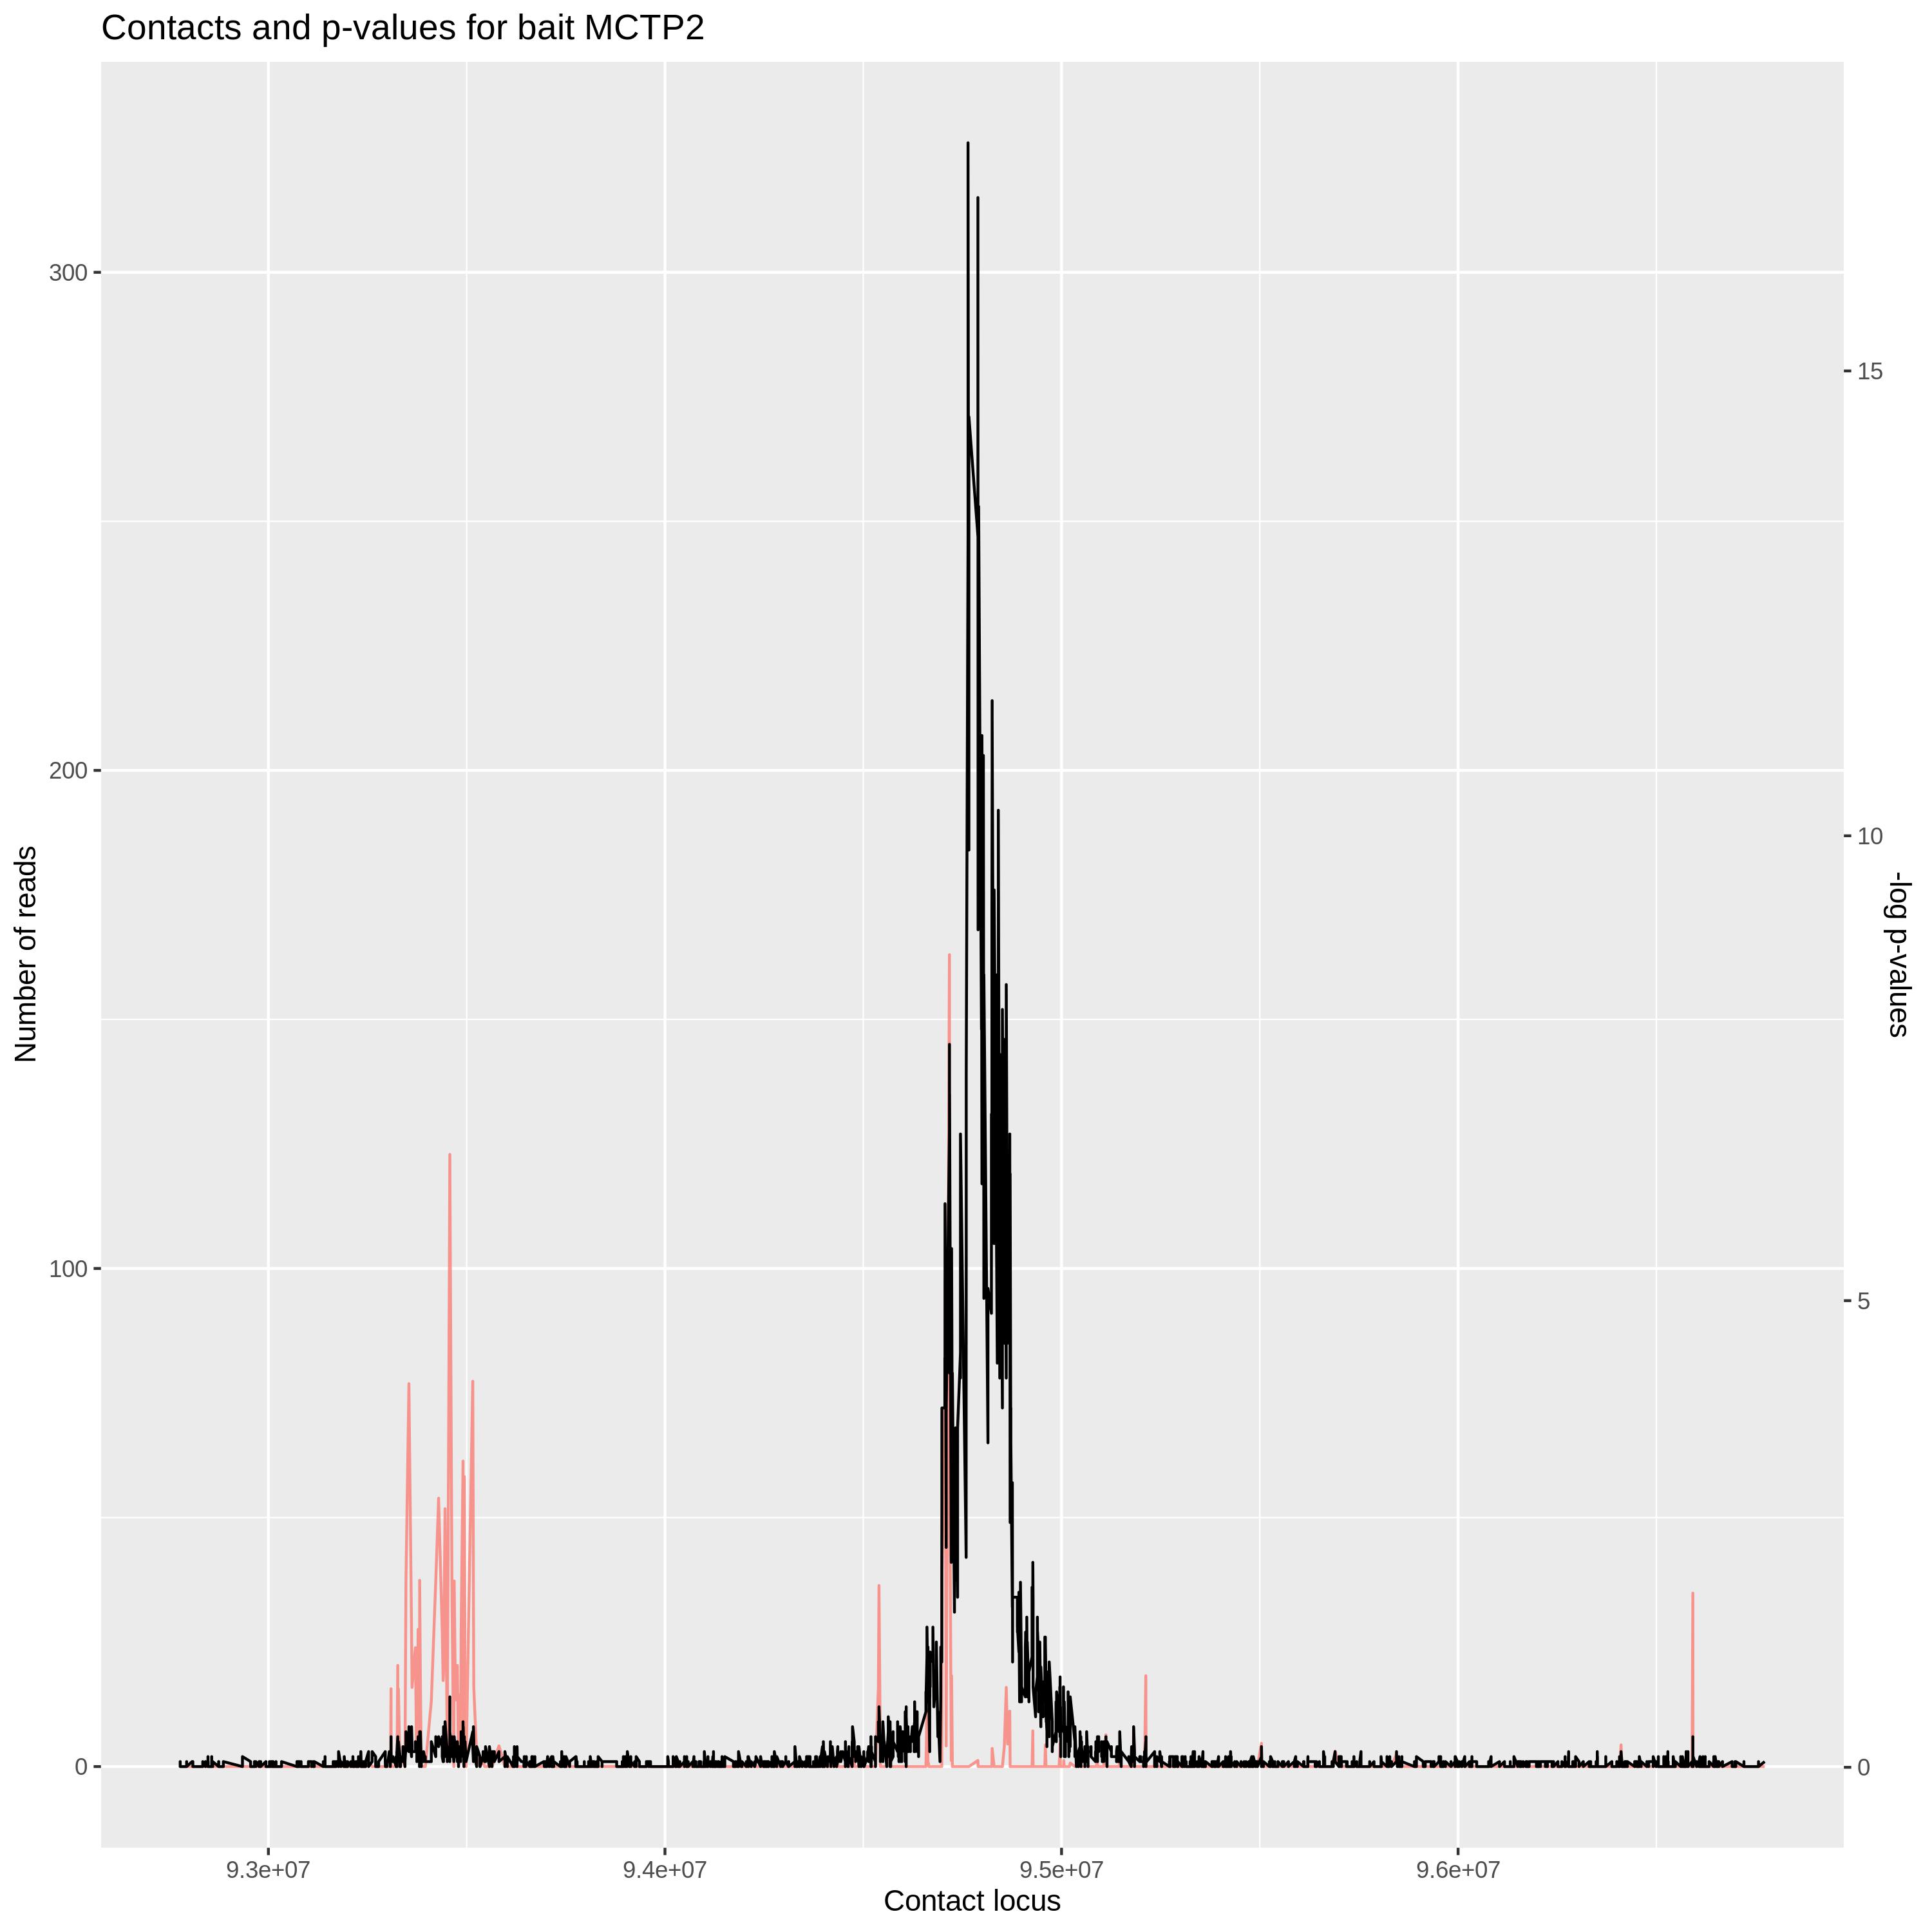 Contacts and p-values for bait MCTP2
Number of reads
300
200
100
0
15
10
5
0
-log p-values
9.3e+07
9.4e+07
9.5e+07
9.6e+07
Contact locus